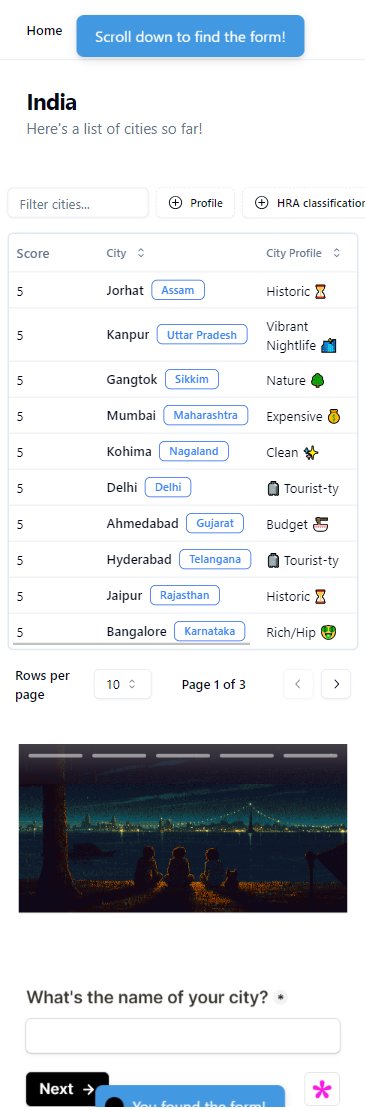 Home
Scroll down to find the form!
India
Here's a list of cities so far!
Filter cities...
Profile
HRA classification
Score City City Profile
5 Jorhat Assam Historic
5 Kanpur Uttar Pradesh Vibrant
Nightlife
5 Gangtok Sikkim Nature
5 Mumbai Maharashtra Expensive
5 Kohima Nagaland Clean
5 Delhi Delhi Tourist-ty
5 Ahmedabad Gujarat Budget
5 Hyderabad Telangana Tourist-ty
5 Jaipur Rajasthan Historic
5 Bangalore Karnataka Rich/Hip
Rows per
page
10
Page 1 of 3
What's the name of your city? *
Next →
You found the form!